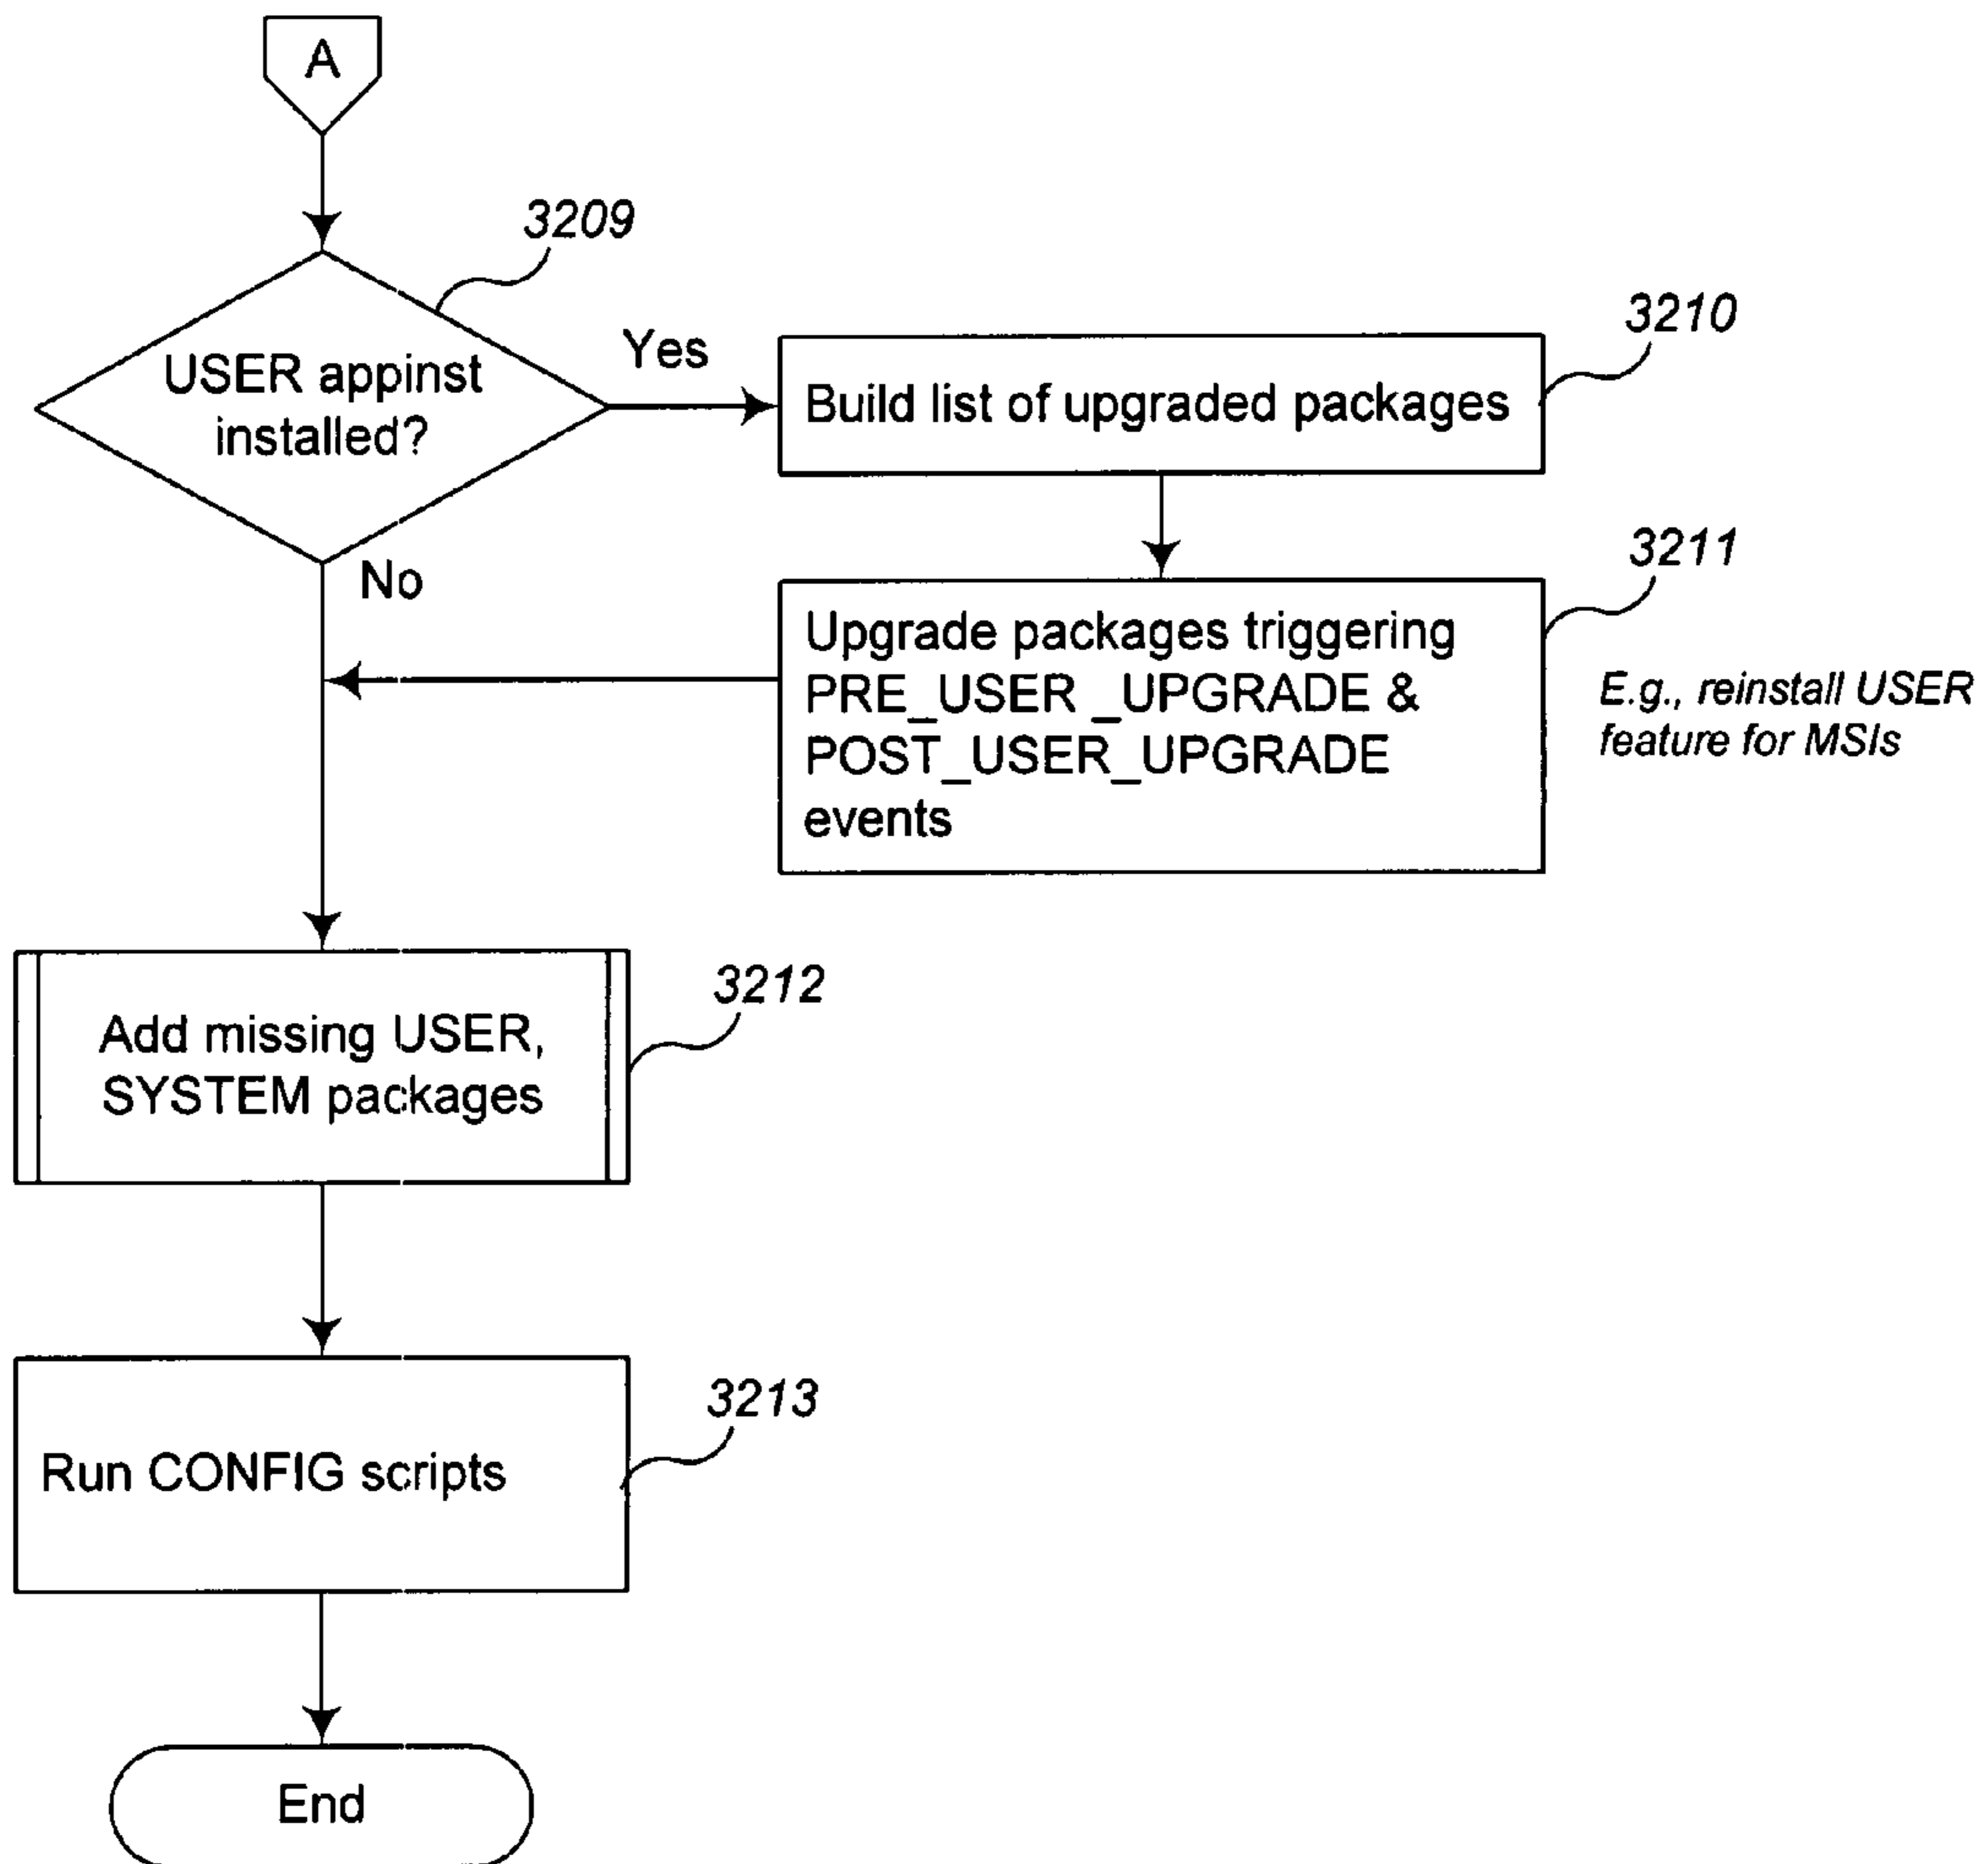 A
3209
USER appinst
installed?
Yes
3210
Build list of upgraded packages
No
3211
Upgrade packages triggering
PRE_USER _UPGRADE &
POST_USER_UPGRADE
events
E.g., reinstall USER
feature for MSIs
3212
Add missing USER,
SYSTEM packages
3213
Run CONFIG scripts
End